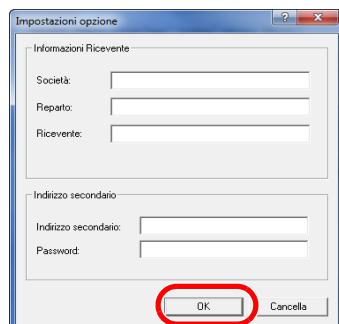 Impostazioni opzione
Informazioni Ricevente
Società:
Reparto:
Ricevente:
Indirizzo secondario
Indirizzo secondario:
Password:
OK Cancella